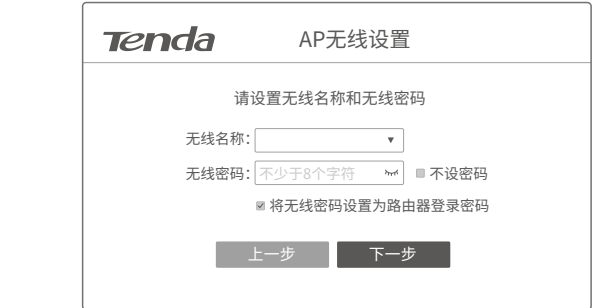 Tenda AP无线设置
请设置无线名称和无线密码
无线名称:
无线密码: 不少于8个字符 不设密码
将无线密码设置为路由器登录密码
上一步 下一步